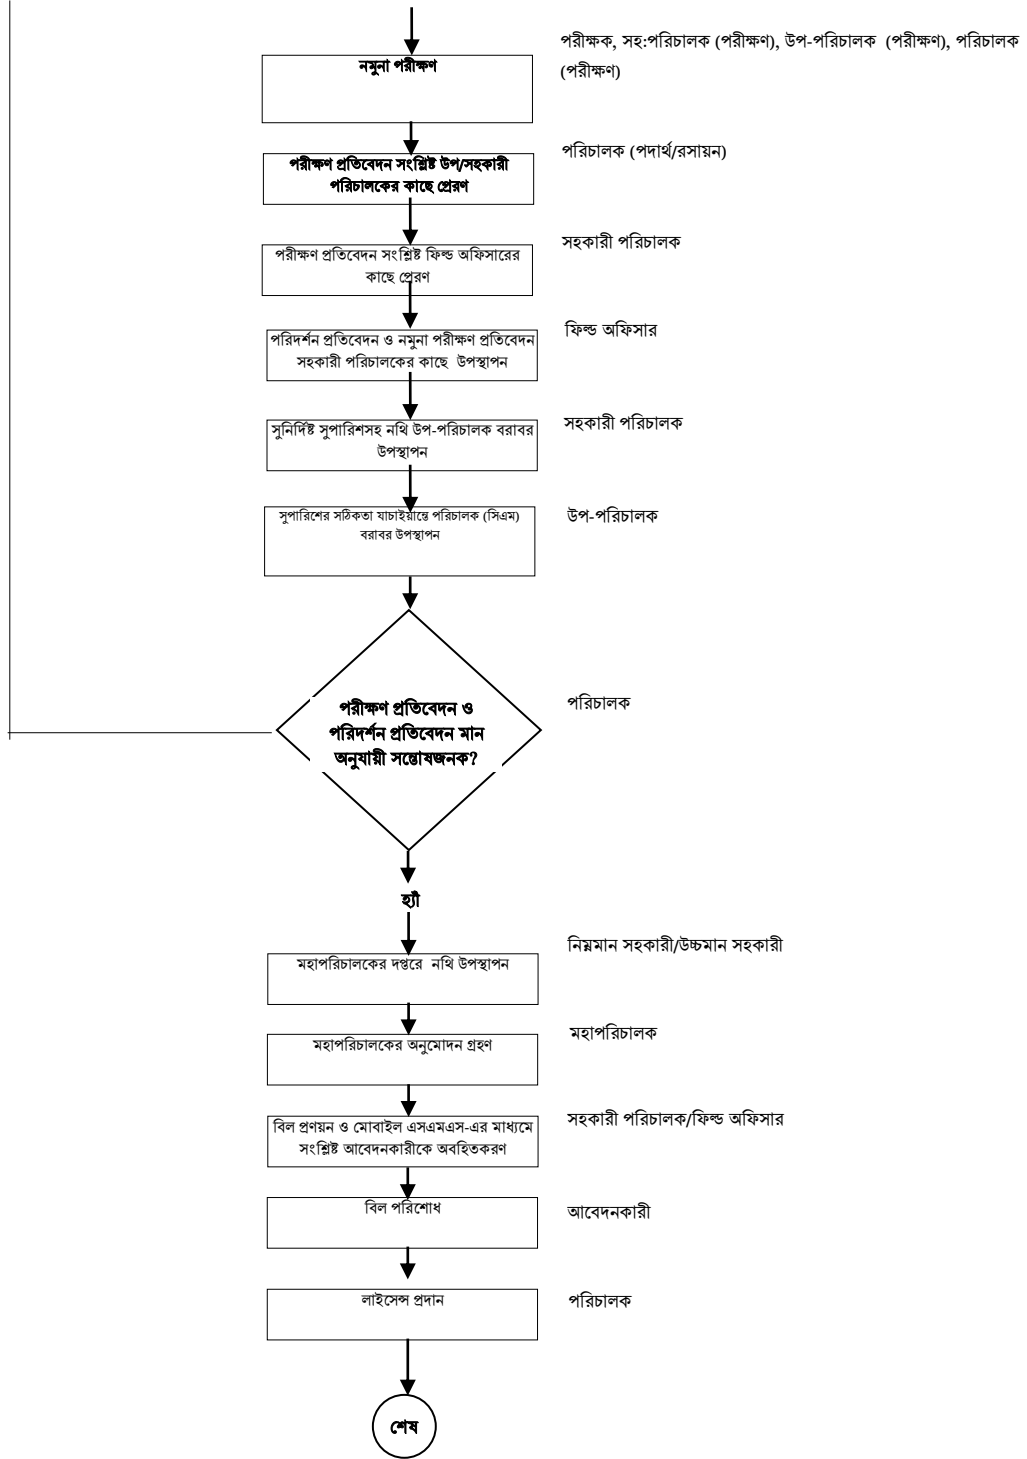 পরীক্ষক, সহ:পরিচালক (পরীক্ষণ), উপ-পরিচালক (পরীক্ষণ), পরিচালক
(পরীক্ষণ)
নমুনা পরীক্ষণ
পরিচালক (পদার্থ/রসায়ন)
পরীক্ষণ প্রতিবেদন সংশ্লিষ্ট উপ/সহকারী
পরিচালকের কাছে প্রেরণ
সহকারী পরিচালক
পরীক্ষণ প্রতিবেদন সংশ্লিষ্ট ফিল্ড অফিসারের
কাছে প্রেরণ
ফিল্ড অফিসার
পরিদর্শন প্রতিবেদন ও নমুনা পরীক্ষণ প্রতিবেদন
সহকারী পরিচালকের কাছে উপস্থাপন
সহকারী পরিচালক
সুনির্দিষ্ট সুপারিশসহ নথি উপ-পরিচালক বরাবর
উপস্থাপন
উপ-পরিচালক
সুপারিশের সঠিকতা যাচাইয়ান্তে পরিচালক (সিএম)
বরাবর উপস্থাপন
পরিচালক
পরীক্ষণ প্রতিবেদন ও
পরিদর্শন প্রতিবেদন মান
অনুযায়ী সন্তোষজনক?
হ্যাঁ
নিম্নমান সহকারী/উচ্চমান সহকারী
মহাপরিচালকের দপ্তরে নথি উপস্থাপন
মহাপরিচালক
মহাপরিচালকের অনুমোদন গ্রহণ
সহকারী পরিচালক/ফিল্ড অফিসার
বিল প্রণয়ন ও মোবাইল এসএমএস-এর মাধ্যমে
সংশ্লিষ্ট আবেদনকারীকে অবহিতকরণ
আবেদনকারী
বিল পরিশোধ
পরিচালক
লাইসেন্স প্রদান
শেষ